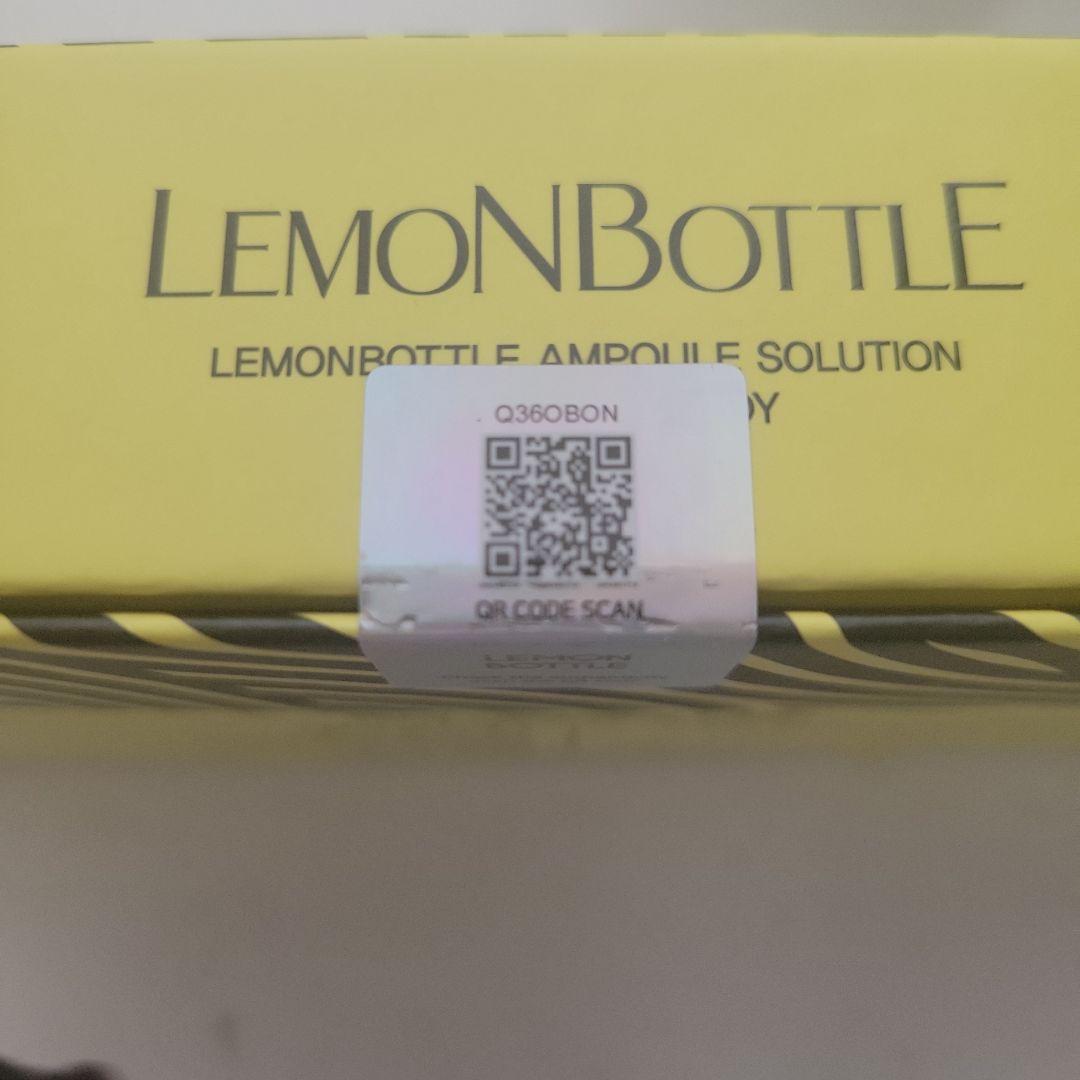 LEMONBOTTLE
LEMONBOTTLE AMPOULE SOLUTION
Q36OBON
QR CODE SCAN
LEMON
BOTTLE